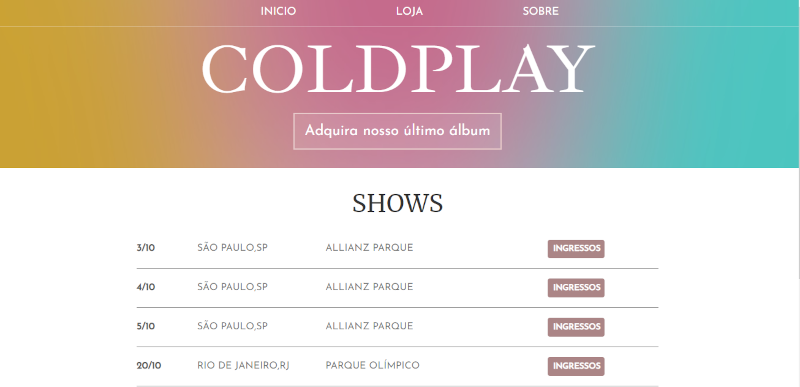 INICIO LOJA SOBRE
COLDPLAY
Adquira nosso último álbum
SHOWS
3/10 SÃO PAULO,SP ALLIANZ PARQUE INGRESSOS
4/10 SÃO PAULO,SP ALLIANZ PARQUE INGRESSOS
5/10 SÃO PAULO,SP ALLIANZ PARQUE INGRESSOS
20/10 RIO DE JANEIRO,RJ PARQUE OLÍMPICO INGRESSOS